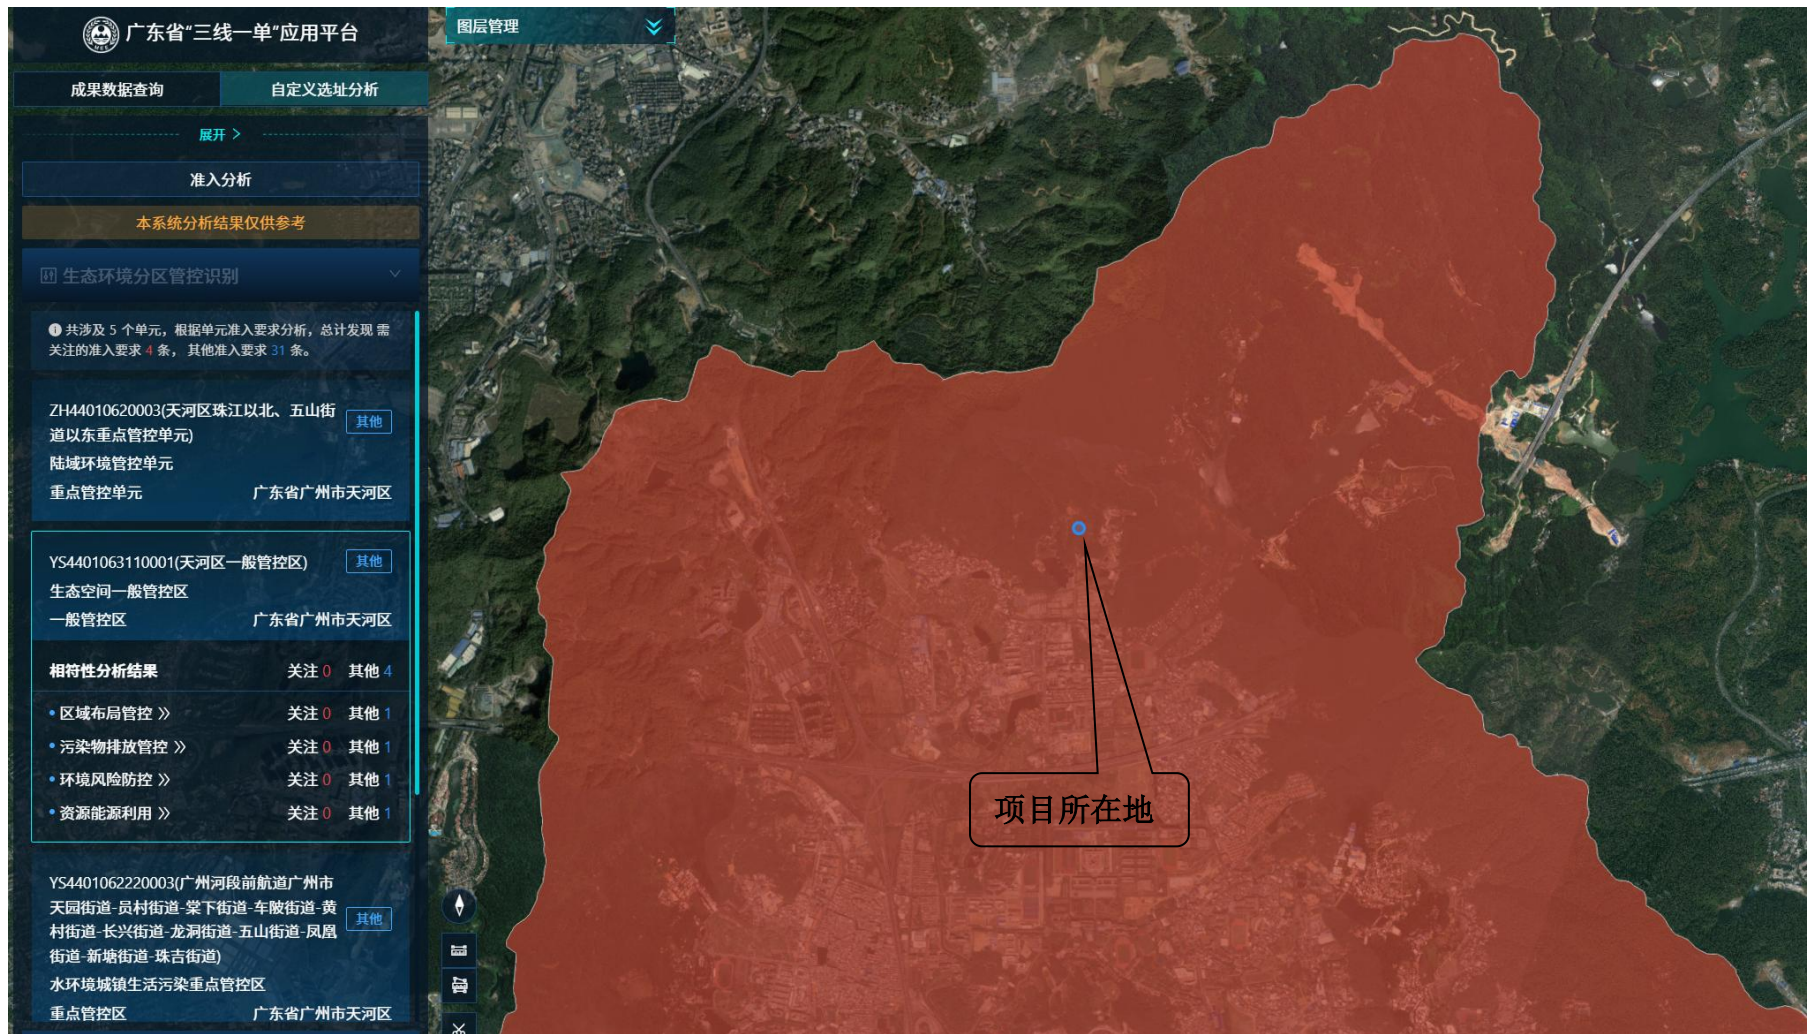 广东省“三线一单”应用平台
图层管理
成果数据查询
自定义选址分析
展开 >
准入分析
本系统分析结果仅供参考
生态环境分区管控识别
共涉及 5 个单元，根据单元准入要求分析，总计发现 需
关注的准入要求 4 条， 其他准入要求 31 条。
ZH44010620003(天河区珠江以北、五山街
道以东重点管控单元)
其他
陆域环境管控单元
重点管控单元 广东省广州市天河区
YS4401063110001(天河区一般管控区) 其他
生态空间一般管控区
一般管控区 广东省广州市天河区
相符性分析结果 关注 0 其他 4
• 区域布局管控 » 关注 0 其他 1
• 污染物排放管控 » 关注 0 其他 1
• 环境风险防控 » 关注 0 其他 1
• 资源能源利用 » 关注 0 其他 1
YS4401062220003(广州河段前航道广州市
天园街道-员村街道-棠下街道-车陂街道-黄
村街道-长兴街道-龙洞街道-五山街道-凤凰
街道-新塘街道-珠吉街道)
其他
水环境城镇生活污染重点管控区
重点管控区 广东省广州市天河区
项目所在地